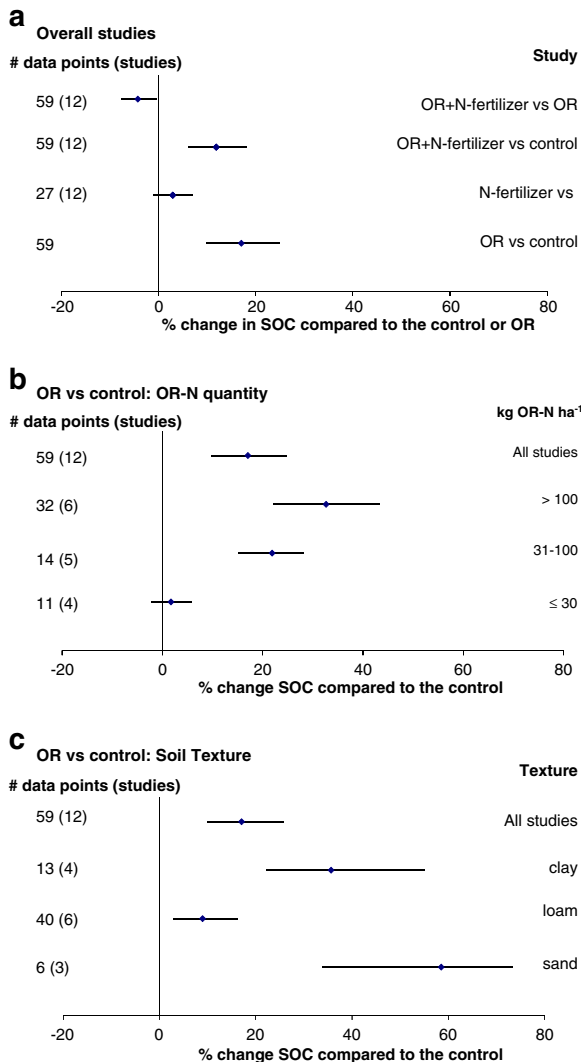 a
Overall studies
# data points (studies)
Study
59 (12)
OR+N-fertilizer vs OR
59 (12)
OR+N-fertilizer vs control
27 (12)
N-fertilizer vs
59
OR vs control
-20 0 20 40 60 80
% change in SOC compared to the control or OR
b
OR vs control: OR-N quantity
# data points (studies)
kg OR-N ha⁻¹
59 (12)
All studies
32 (6)
> 100
14 (5)
31-100
11 (4)
≤ 30
-20 0 20 40 60 80
% change SOC compared to the control
c
OR vs control: Soil Texture
Texture
# data points (studies)
59 (12)
All studies
13 (4)
clay
40 (6)
loam
6 (3)
sand
-20 0 20 40 60 80
% change SOC compared to the control